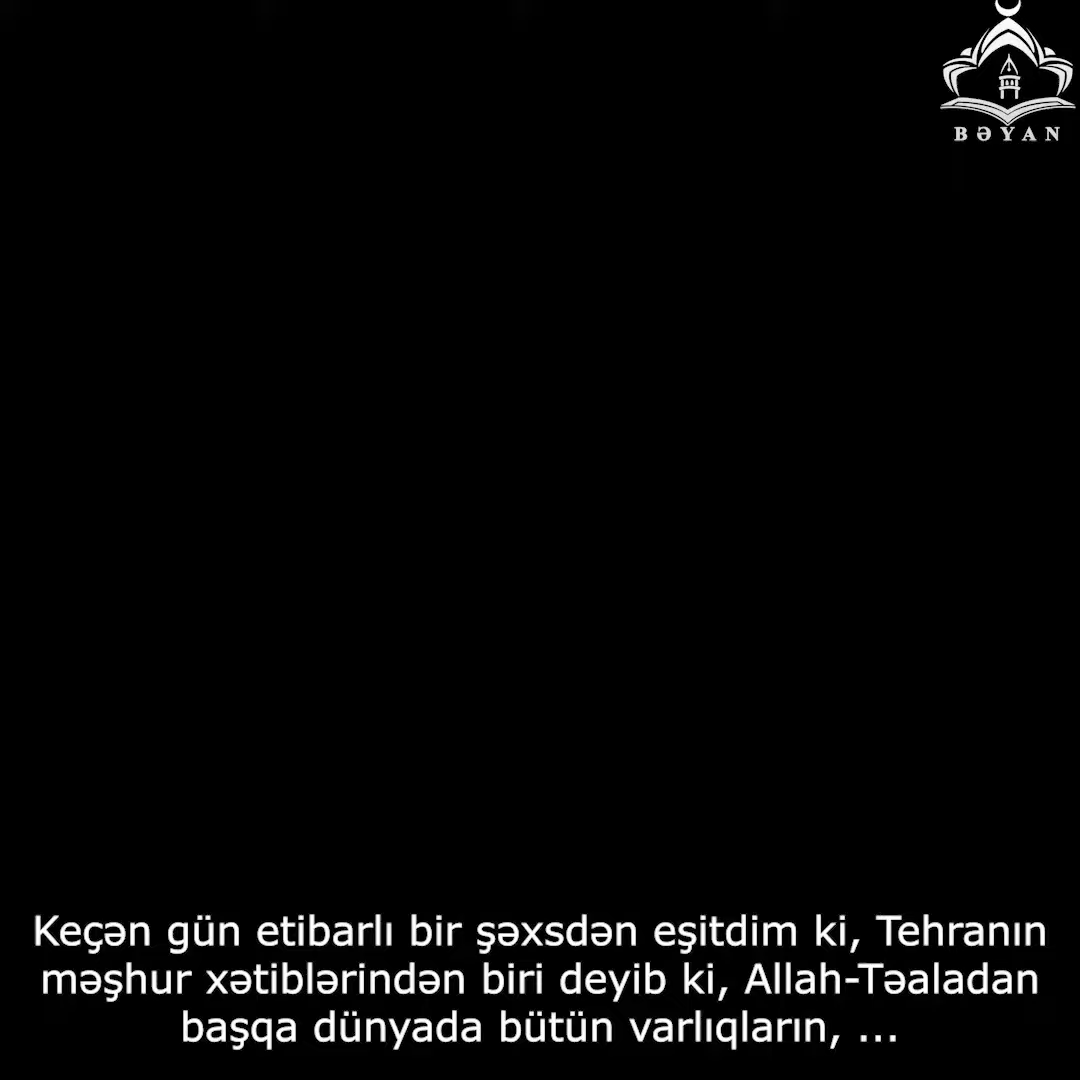 BƏYAN
Keçən gün etibarlı bir şəxsdən eşitdim ki, Tehranın
məşhur xətiblərindən biri deyib ki, Allah-Təaladan
başqa dünyada bütün varlıqların, ...